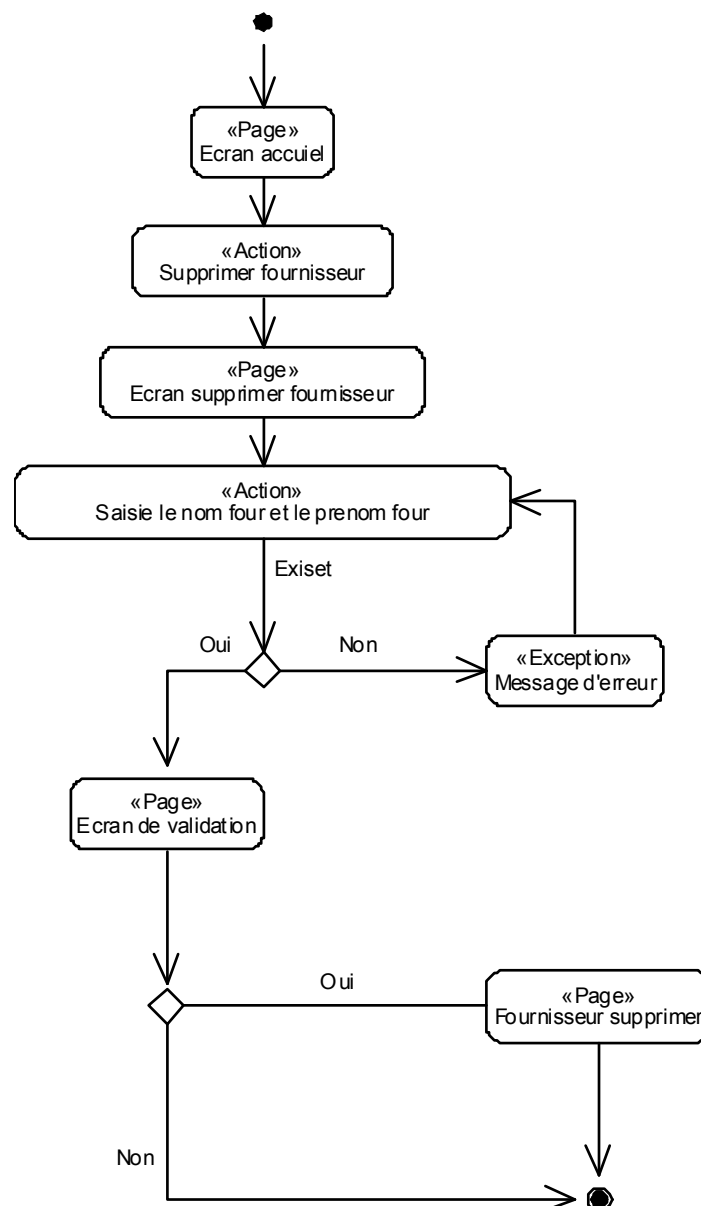 «Page»
Ecran accuiel
«Action»
Supprimer fournisseur
«Page»
Ecran supprimer fournisseur
«Action»
Saisie le nom four et le prenom four
Exiset
Oui
Non
«Exception»
Message d'erreur
«Page»
Ecran de validation
Oui
«Page»
Fournisseur supprimer
Non